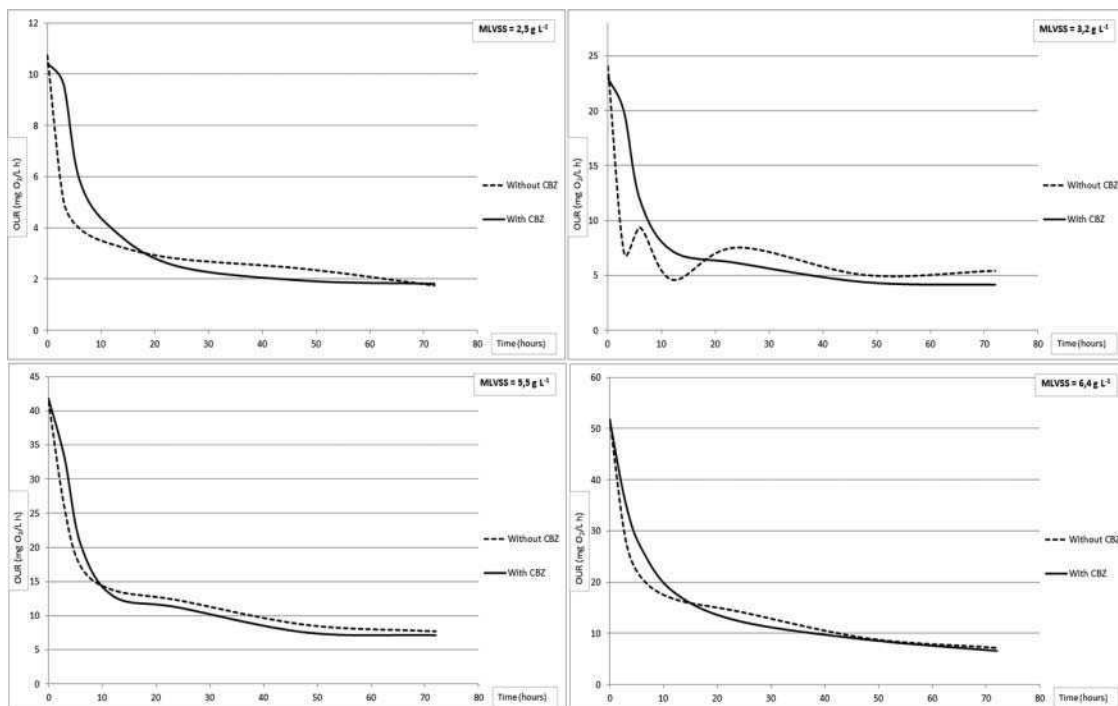 MLVSS = 2,5 g L⁻¹
12
10
8
6
4
2
0
OUR (mg O₂/L h)
0 10 20 30 40 50 60 70 80
Time (hours)
Without CBZ
With CBZ
MLVSS = 3,2 g L⁻¹
25
20
15
10
5
0
OUR (mg O₂/L h)
0 10 20 30 40 50 60 70 80
Time (hours)
Without CBZ
With CBZ
MLVSS = 5,5 g L⁻¹
45
40
35
30
25
20
15
10
5
0
OUR (mg O₂/L h)
0 10 20 30 40 50 60 70 80
Time (hours)
Without CBZ
With CBZ
MLVSS = 6,4 g L⁻¹
60
50
40
30
20
10
0
OUR (mg O₂/L h)
0 10 20 30 40 50 60 70 80
Time (hours)
Without CBZ
With CBZ